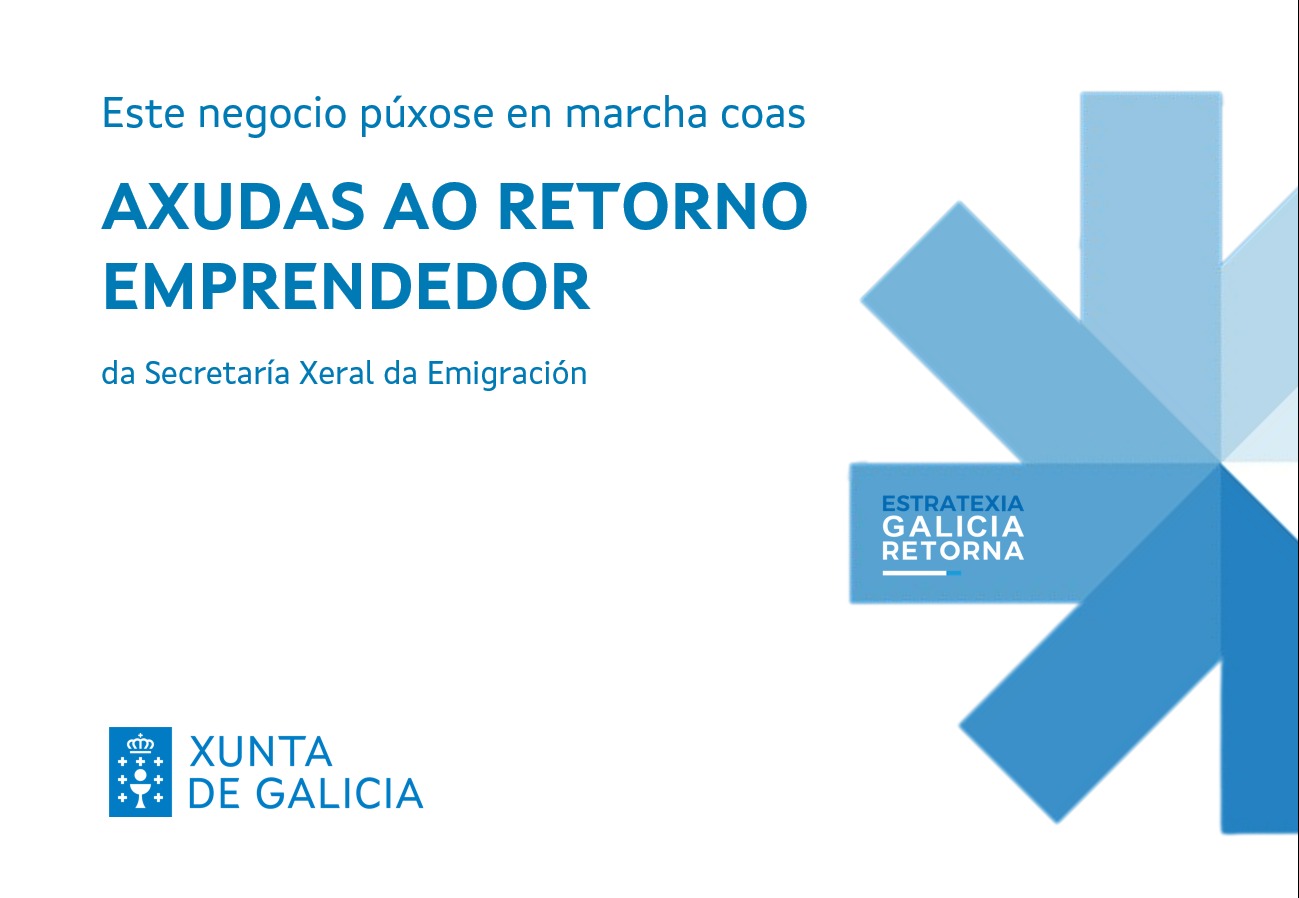 Este negocio púxose en marcha coas
AXUDAS AO RETORNO
EMPRENDEDOR
da Secretaría Xeral da Emigración
ESTRATEXIA
GALICIA
RETORNA
XUNTA
DE GALICIA